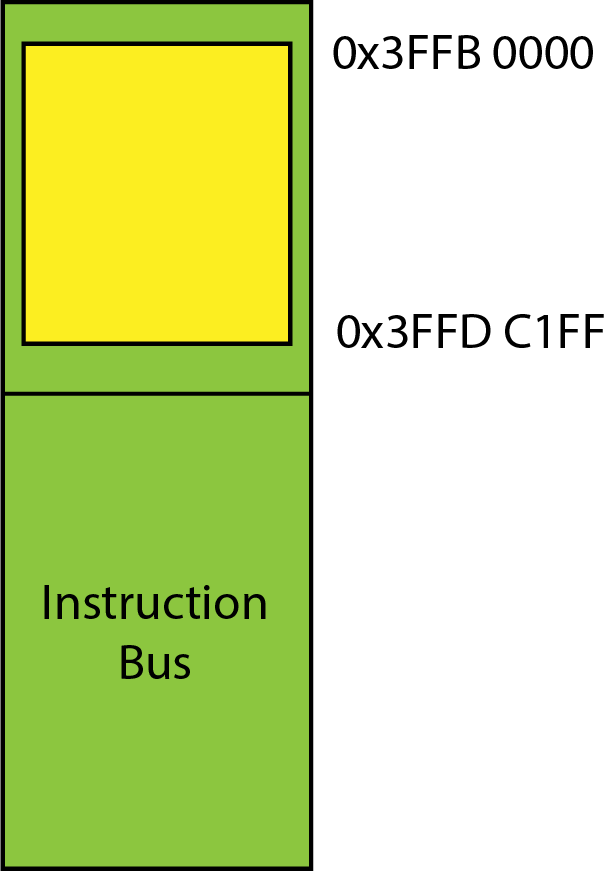 0x3FFB 0000
0x3FFD C1FF
Instruction
Bus